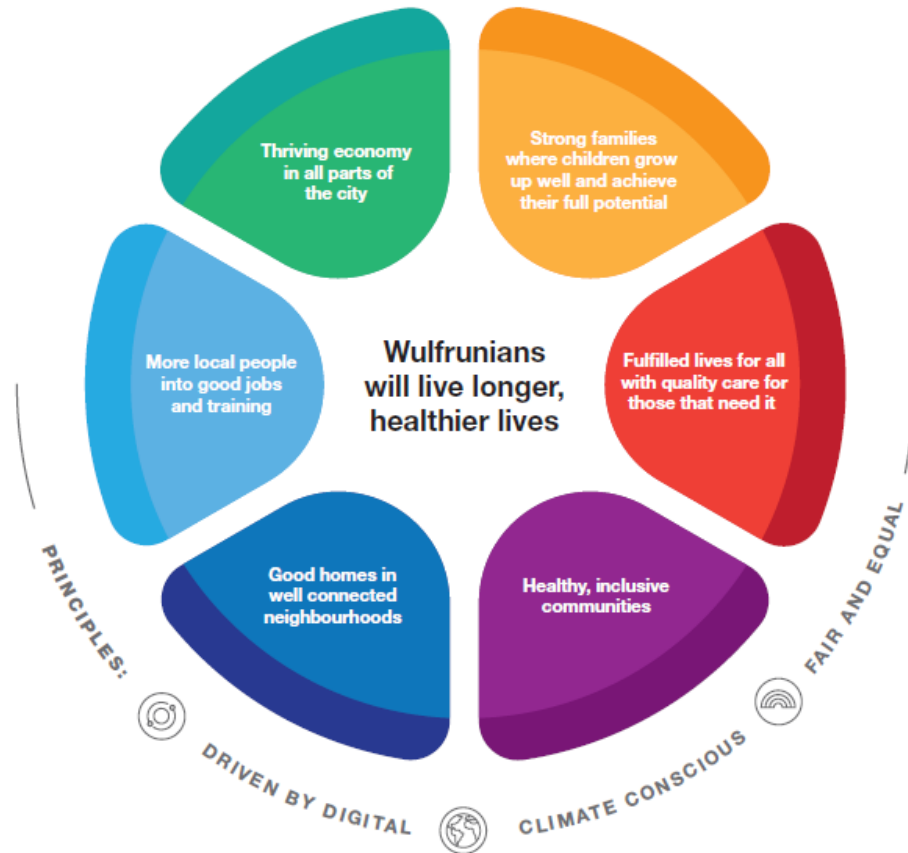 Thriving economy
in all parts of
the city
Strong families
where children grow
up well and achieve
their full potential
More local people
into good jobs
and training
Wulfrunians
will live longer,
healthier lives
Fulfilled lives for all
with quality care for
those that need it
Good homes in
well connected
neighbourhoods
Healthy, inclusive
communities
PRINCIPLES:
DRIVEN BY DIGITAL
CLIMATE CONSCIOUS
FAIR AND EQUAL